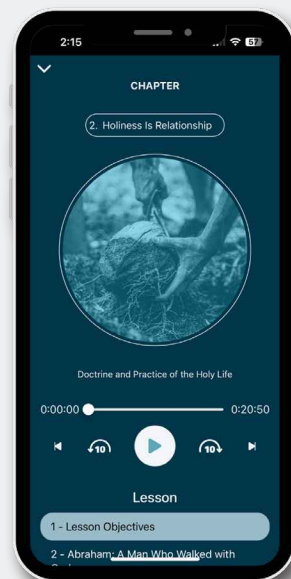 2:15
57
CHAPTER
2. Holiness Is Relationship
Doctrine and Practice of the Holy Life
0:00:00
0:20:50
10
10
Lesson
1 - Lesson Objectives
2 - Abraham: A Man Who Walked with